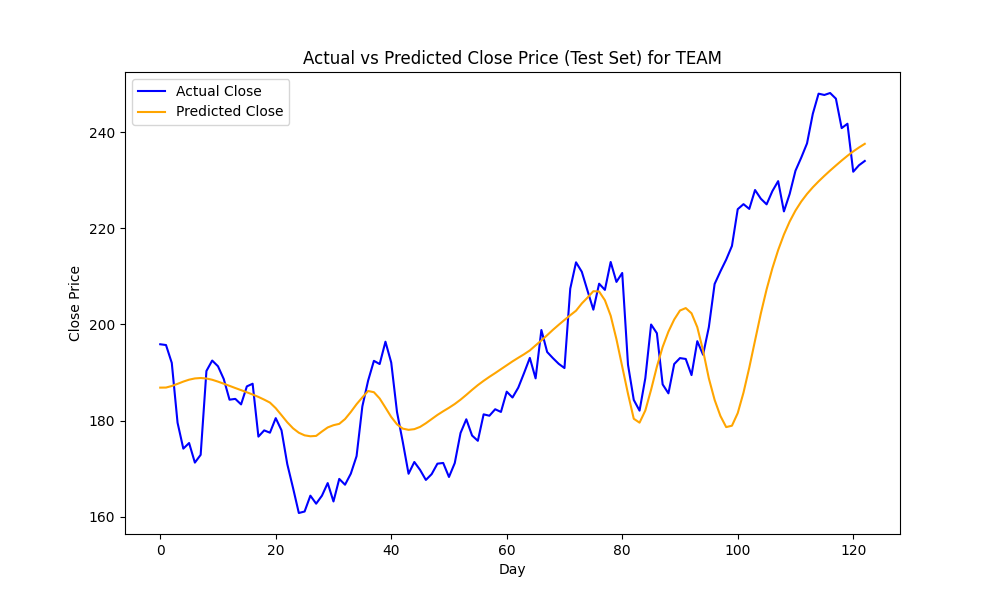 Actual vs Predicted Close Price (Test Set) for TEAM
Actual Close
Predicted Close
240
220
200
180
160
Close Price
0 20 40 60 80 100 120
Day